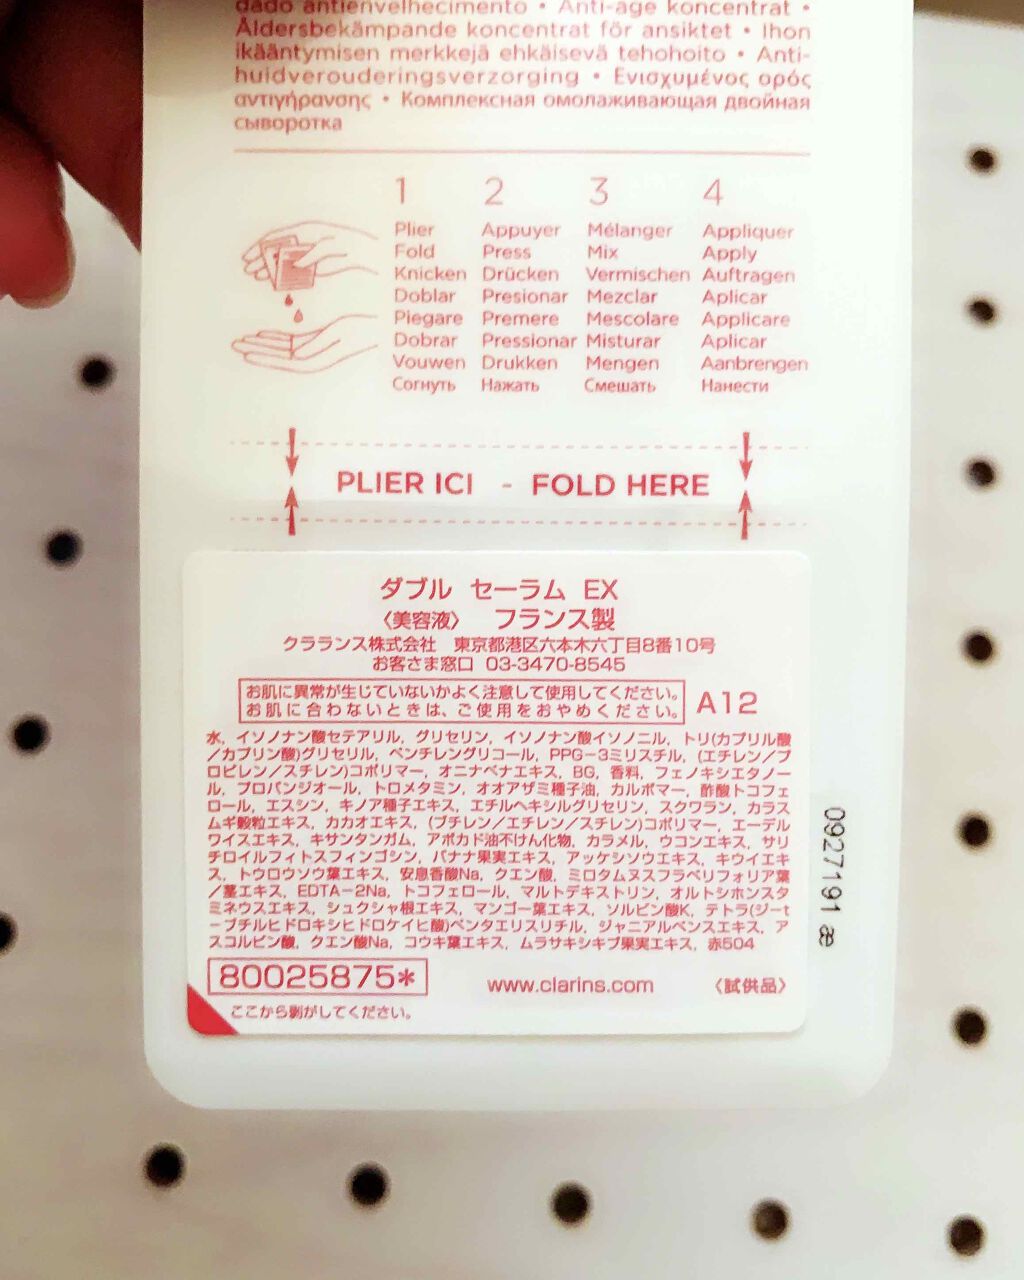 dado antienvelhecimento • Anti-age koncentrat •
Åldersbekämpande koncentrat för ansiktet • Ihon
ikääntymisen merkkejä ehkäisevä tehohoito • Anti-
huidverouderingsverzorging • Ενισχυμένος ορός
αντιγήρανσης • Комплексная омолаживающая двойная
сыворотка
1 2 3 4
Plier Appuyer Mélanger Appliquer
Fold Press Mix Apply
Knicken Drücken Vermischen Auftragen
Doblar Presionar Mezclar Aplicar
Piegare Premere Mescolare Applicare
Dobrar Pressionar Misturar Aplicar
Vouwen Drukken Mengen Aanbrengen
Согнуть Нажать Смешать Нанести
PLIER ICI - FOLD HERE
ダブル セーラム EX
〈美容液〉 フランス製
クラランス株式会社 東京都港区六本木六丁目8番10号
お客さま窓口 03-3470-8545
お肌に異常が生じていないかよく注意して使用してください。
お肌に合わないときは、ご使用をおやめください。
A12
水, イソノナン酸セテアリル, グリセリン, イソノナン酸イソノニル, トリ(カプリル酸
/カプリン酸)グリセリル, ペンチレングリコール, PPG-3ミリスチル, (エチレン/プ
ロピレン/スチレン)コポリマー, オニナベナエキス, BG, 香料, フェノキシエタノー
ル, プロパンジオール, トロメタミン, オオアザミ種子油, カルボマー, 酢酸トコフェ
ロール, エスシン, キノア種子エキス, エチルヘキシルグリセリン, スクワラン, カラス
ムギ穀粒エキス, カカオエキス, (ブチレン/エチレン/スチレン)コポリマー, エーデル
ワイスエキス, キサンタンガム, アボカド油不けん化物, カラメル, ウコンエキス, サリ
チロイルフィトスフィンゴシン, バナナ果実エキス, アッケシソウエキス, キウイエキ
ス, トウロウソウ葉エキス, 安息香酸Na, クエン酸, ミロタムヌスフラベリフォリア葉
/茎エキス, EDTA-2Na, トコフェロール, マルトデキストリン, オルトシホンスタ
ミネウスエキス, シュクシャ根エキス, マンゴー葉エキス, ソルビン酸K, テトラ(ジ-t
-ブチルヒドロキシヒドロケイヒ酸)ペンタエリスリチル, ジャニアルベンスエキス, ア
スコルビン酸, クエン酸Na, コウキ葉エキス, ムラサキシキブ果実エキス, 赤504
80025875*
www.clarins.com
〈試供品〉
ここから剥がしてください。
0927191 æ